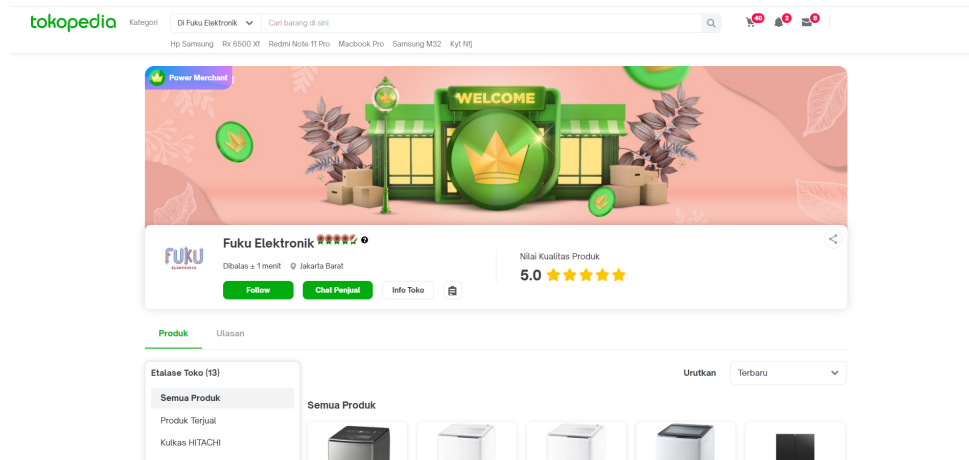 tokopedia Kategori Di Fuku Elektronik Cari barang di sini 40 2 8
Hp Samsung Rx 6500 Xt Redmi Note 11 Pro Macbook Pro Samsung M32 Kyt Nfj
Power Merchant
WELCOME
FUKU
ELEKTRONIK
Fuku Elektronik
Dibalas ± 1 menit Jakarta Barat
Follow Chat Penjual Info Toko
Nilai Kualitas Produk
5.0
Produk Ulasan
Etalase Toko (13)
Semua Produk
Produk Terjual
Kulkas HITACHI
Urutkan Terbaru
Semua Produk